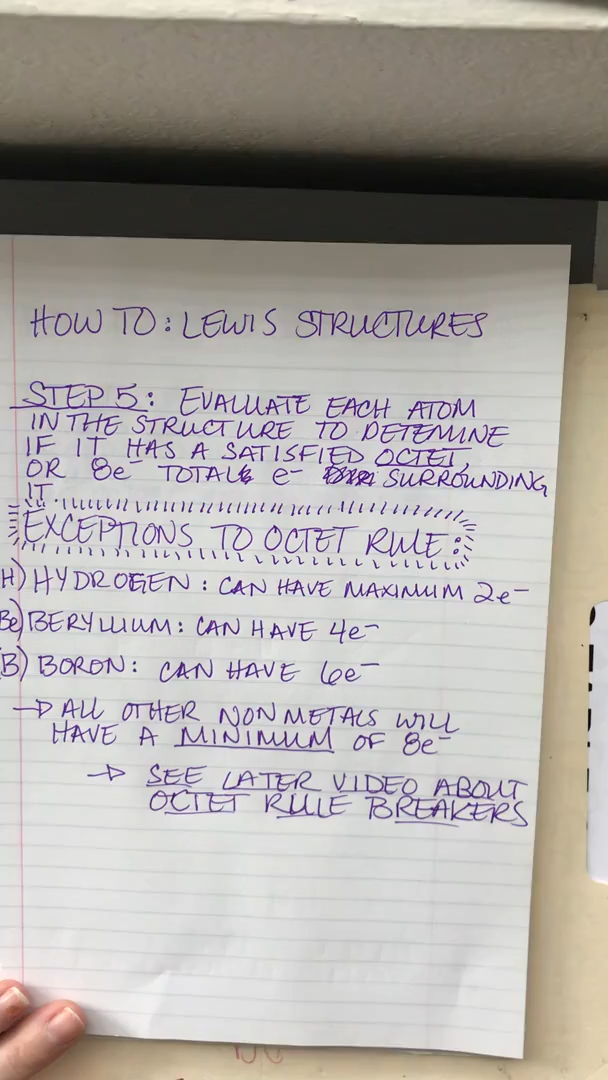 HOW TO: LEWIS STRUCTURES
STEP 5: EVALUATE EACH ATOM
IN THE STRUCTURE TO DETEMINE
IF IT HAS A SATISFIED OCTET,
OR 8e⁻ TOTAL e⁻ SURROUNDING
IT.
EXCEPTIONS TO OCTET RULE:
H) HYDROGEN: CAN HAVE MAXIMUM 2e⁻
Be) BERYLLIUM: CAN HAVE 4e⁻
(B) BORON: CAN HAVE 6e⁻
→ ALL OTHER NONMETALS WILL
HAVE A MINIMUM OF 8e⁻
→ SEE LATER VIDEO ABOUT
OCTET RULE BREAKERS